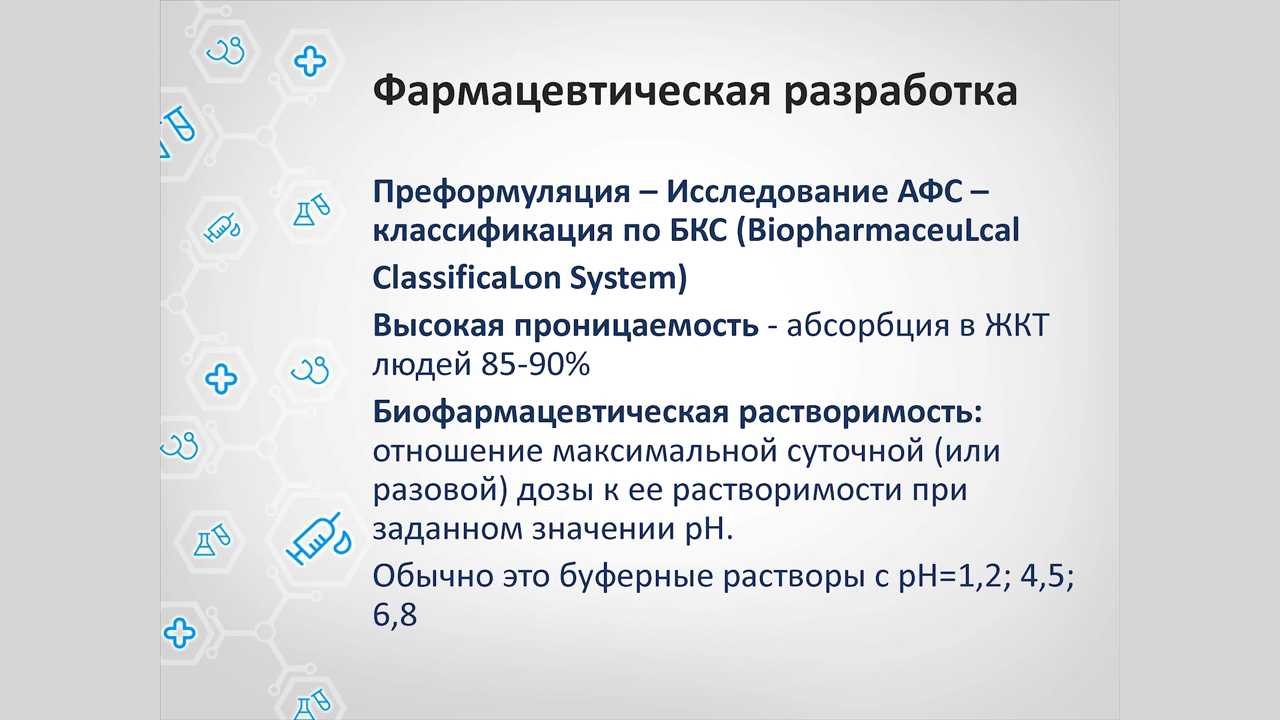 Фармацевтическая разработка
Преформуляция – Исследование АФС –
классификация по БКС (BiopharmaceuLcal
ClassificaLon System)
Высокая проницаемость - абсорбция в ЖКТ
людей 85-90%
Биофармацевтическая растворимость:
отношение максимальной суточной (или
разовой) дозы к ее растворимости при
заданном значении рН.
Обычно это буферные растворы с рН=1,2; 4,5;
6,8